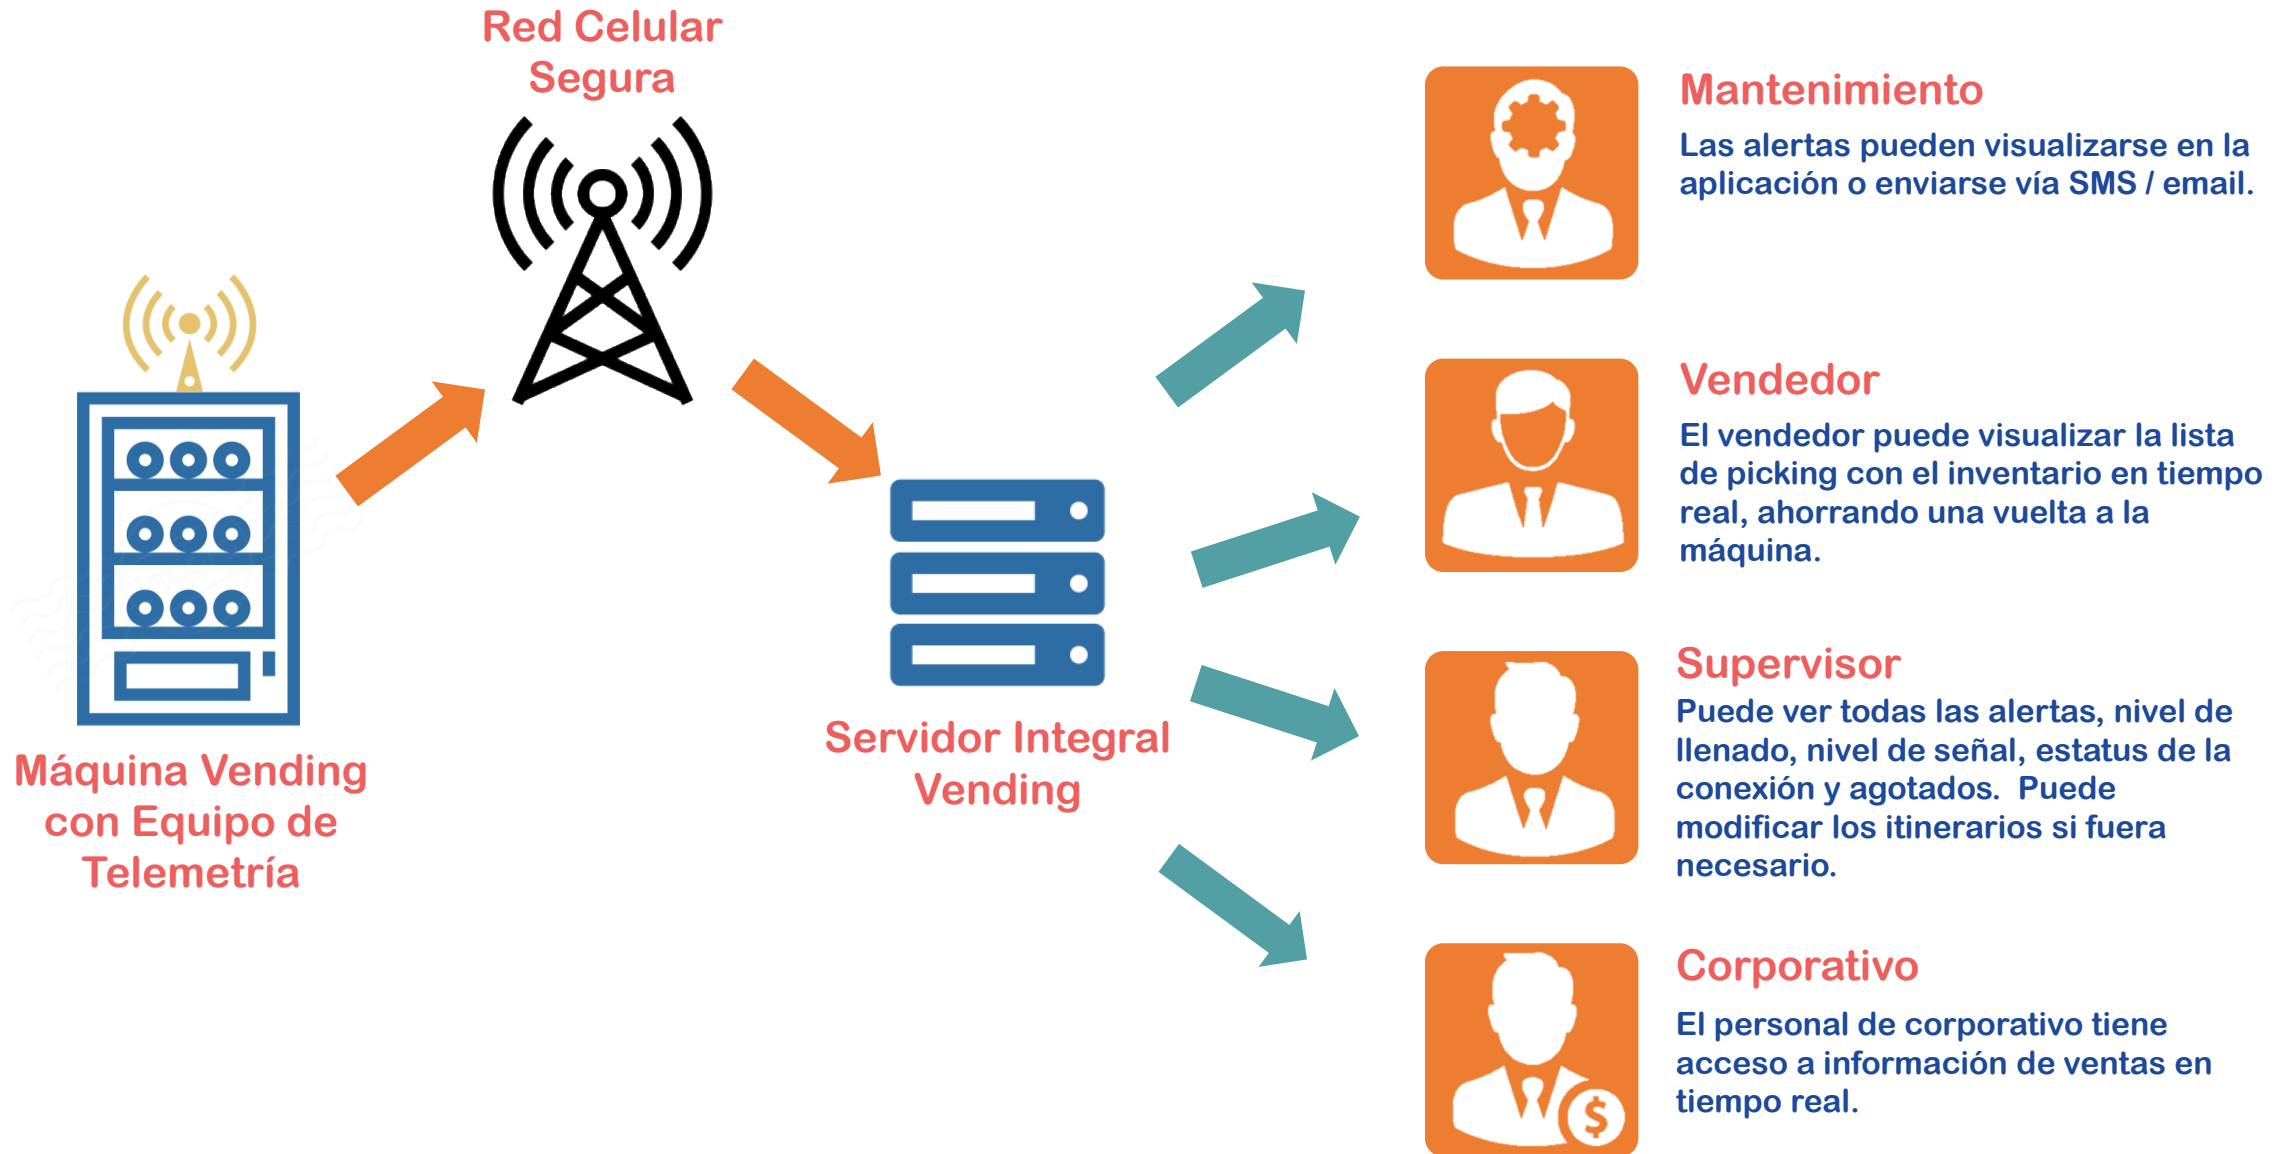 Red Celular
Segura
Máquina Vending
con Equipo de
Telemetría
Servidor Integral
Vending
Mantenimiento
Las alertas pueden visualizarse en la
aplicación o enviarse vía SMS / email.
Vendedor
El vendedor puede visualizar la lista
de picking con el inventario en tiempo
real, ahorrando una vuelta a la
máquina.
Supervisor
Puede ver todas las alertas, nivel de
llenado, nivel de señal, estatus de la
conexión y agotados.  Puede
modificar los itinerarios si fuera
necesario.
Corporativo
El personal de corporativo tiene
acceso a información de ventas en
tiempo real.
$